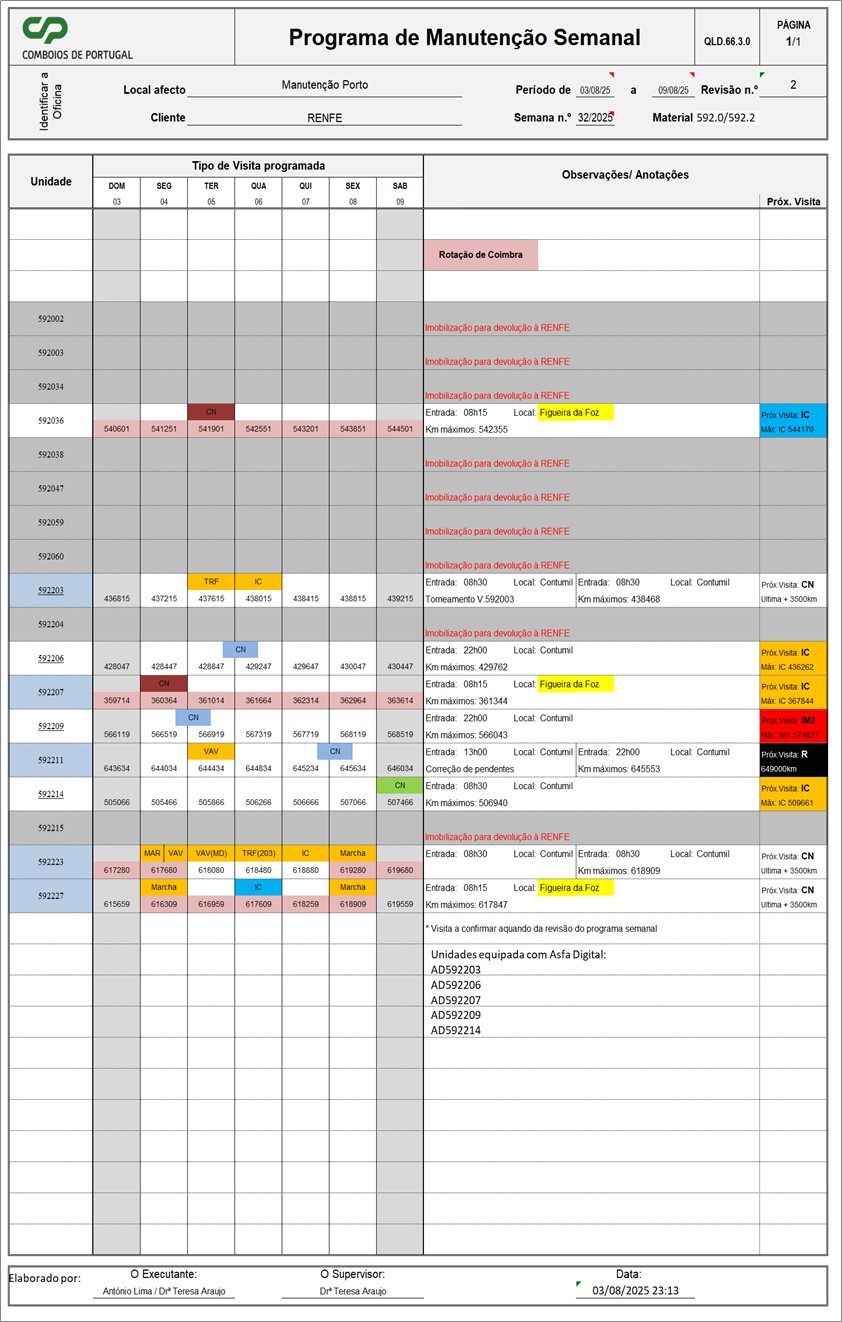 COMBOIOS DE PORTUGAL
Programa de Manutenção Semanal
QLD.66.3.0
PÁGINA
1/1
Identificar a Oficina
Local afecto Manutenção Porto
Período de 03/08/25 a 09/08/25 Revisão n.º 2
Cliente RENFE
Semana n.º 32/2025 Material 592.0/592.2
Unidade Tipo de Visita programada Observações/ Anotações
DOM SEG TER QUA QUI SEX SAB
03 04 05 06 07 08 09 Próx. Visita
Rotação de Coimbra
592002 Imobilização para devolução à RENFE
592003 Imobilização para devolução à RENFE
592034 Imobilização para devolução à RENFE
592036 CN Entrada: 08h15 Local: Figueira da Foz Próx.Visita: IC
540601 541251 541901 542551 543201 543851 544501 Km máximos: 542355 Máx: IC 544179
592038 Imobilização para devolução à RENFE
592047 Imobilização para devolução à RENFE
592059 Imobilização para devolução à RENFE
592060 Imobilização para devolução à RENFE
592203 TRF IC Entrada: 08h30 Local: Contumil Entrada: 08h30 Local: Contumil Próx.Visita: CN
436815 437215 437615 438015 438415 438815 439215 Torneamento V.592003 Km máximos: 438468 Ultima + 3500km
592204 Imobilização para devolução à RENFE
592206 CN Entrada: 22h00 Local: Contumil Próx.Visita: IC
428047 428447 428847 429247 429647 430047 430447 Km máximos: 429762 Máx: IC 436262
592207 CN Entrada: 08h15 Local: Figueira da Foz Próx.Visita: IC
359714 360364 361014 361664 362314 362964 363614 Km máximos: 361344 Máx: IC 367844
592209 CN Entrada: 22h00 Local: Contumil Próx.Visita: IM2
566119 566519 566919 567319 567719 568119 568519 Km máximos: 566043 Máx: IM1 574627
592211 VAV CN Entrada: 13h00 Local: Contumil Entrada: 22h00 Local: Contumil Próx.Visita: R
643634 644034 644434 644834 645234 645634 646034 Correção de pendentes Km máximos: 645553 649000km
592214 CN Entrada: 08h30 Local: Contumil Próx.Visita: IC
505066 505466 505866 506266 506666 507066 507466 Km máximos: 506940 Máx: IC 509661
592215 Imobilização para devolução à RENFE
592223 MAR VAV VAV(MD) TRF(203) IC Marcha Entrada: 08h30 Local: Contumil Entrada: 08h30 Local: Contumil Próx.Visita: CN
617280 617680 618080 618480 618880 619280 619680 Km máximos: 618909 Ultima + 3500km
592227 Marcha IC Marcha Entrada: 08h15 Local: Figueira da Foz Próx.Visita: CN
615659 616309 616959 617609 618259 618909 619559 Km máximos: 617847 Ultima + 3500km
* Visita a confirmar aquando da revisão do programa semanal
Unidades equipada com Asfa Digital:
AD592203
AD592206
AD592207
AD592209
AD592214
Elaborado por: O Executante: O Supervisor: Data:
António Lima / Drª Teresa Araujo Drª Teresa Araujo 03/08/2025 23:13